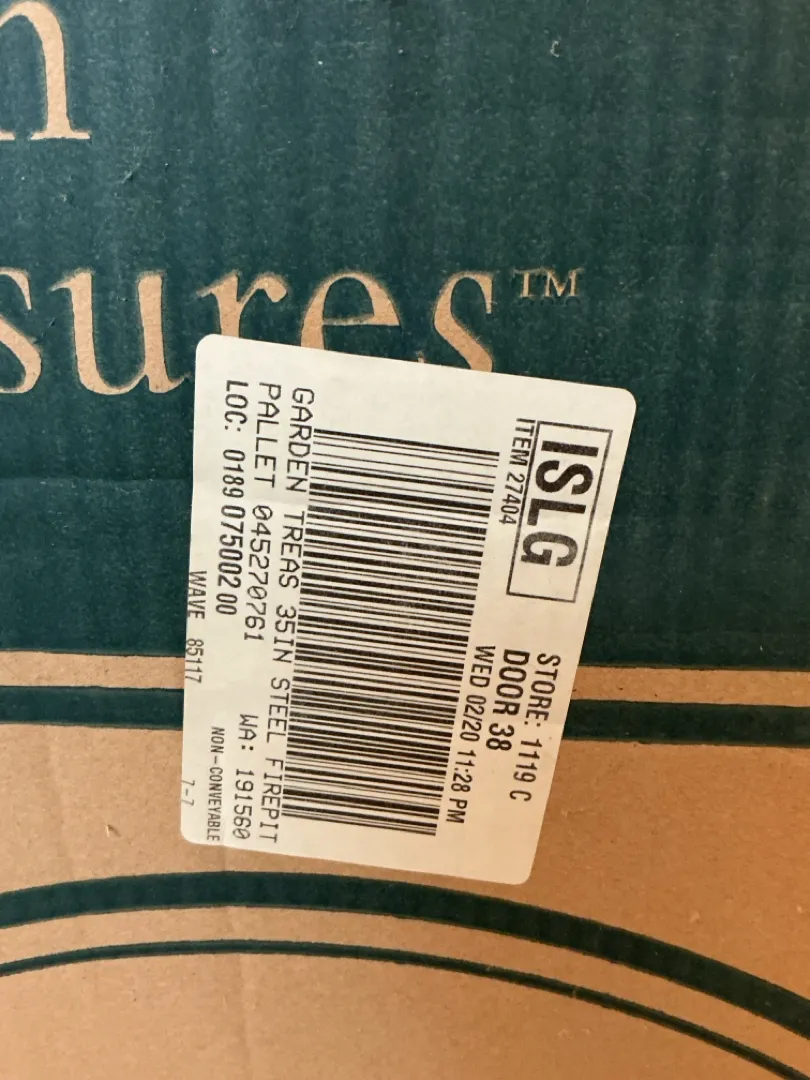 n
sures™
ISLG
STORE: 1119 C
DOOR 38
ITEM 27404
WED 02/20 11:28 PM
GARDEN TREAS 35IN STEEL FIREPIT
PALLET 045270761 WA: 191560
LOC: 0189 07500200
NON-CONVEYABLE
WAVE 85117
7-7